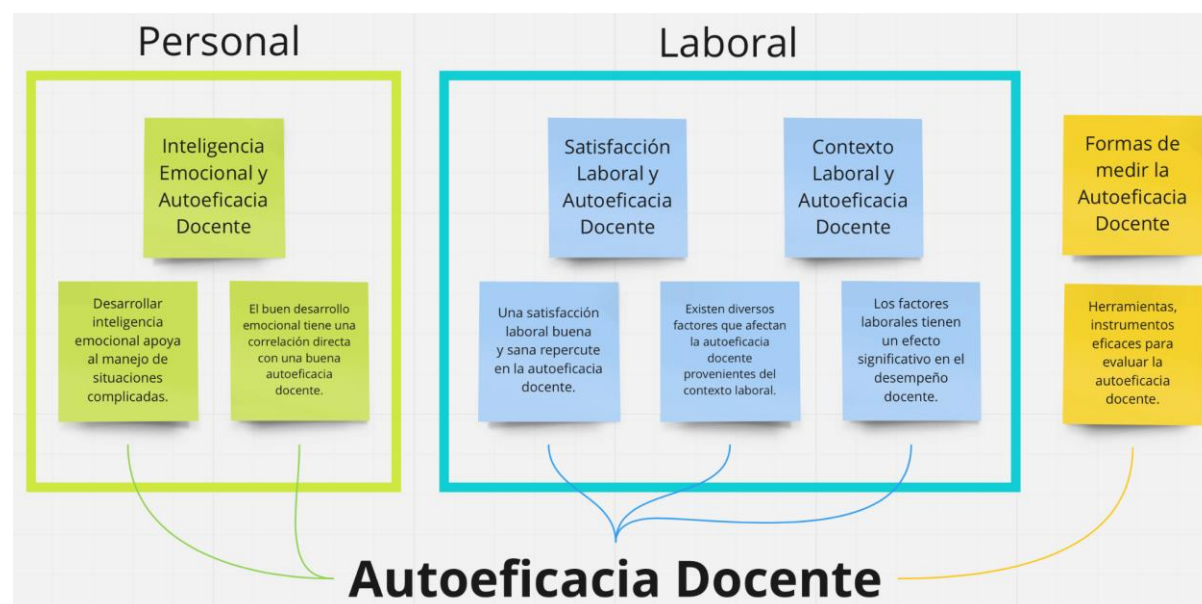 Personal
Laboral
Inteligencia
Emocional y
Autoeficacia
Docente
Satisfacción
Laboral y
Autoeficacia
Docente
Contexto
Laboral y
Autoeficacia
Docente
Formas de
medir la
Autoeficacia
Docente
Desarrollar
inteligencia
emocional apoya
al manejo de
situaciones
complicadas.
El buen desarrollo
emocional tiene una
correlación directa
con una buena
autoeficacia
docente.
Una satisfacción
laboral buena
y sana repercute
en la autoeficacia
docente.
Existen diversos
factores que afectan
la autoeficacia
docente
provenientes del
contexto laboral.
Los factores
laborales tienen
un efecto
significativo en el
desempeño
docente.
Herramientas,
instrumentos
eficaces para
evaluar la
autoeficacia
docente.
Autoeficacia Docente